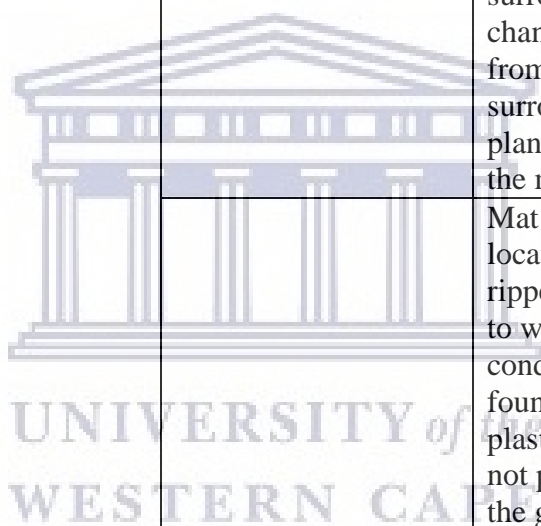 surro
chan
from
surro
plan
the r
Mat
loca
rippe
to w
cond
foun
plast
not p
the g
UNIVERSITY of the
WESTERN CAPE